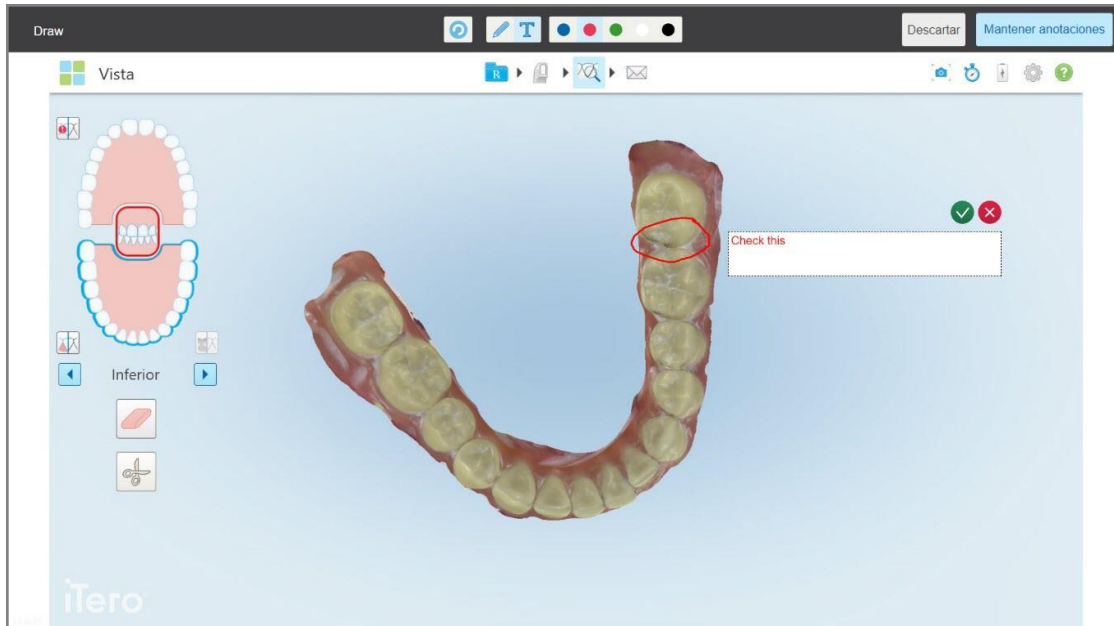 Draw
T
Descartar
Mantener anotaciones
Vista
R
Check this
Inferior
iTero